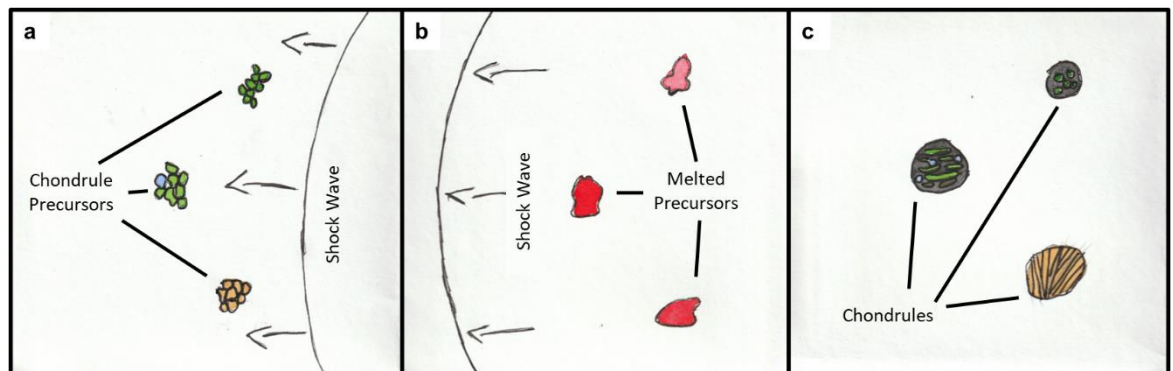 a
Chondrule
Precursors
Shock Wave
b
Shock Wave
Melted
Precursors
c
Chondrules